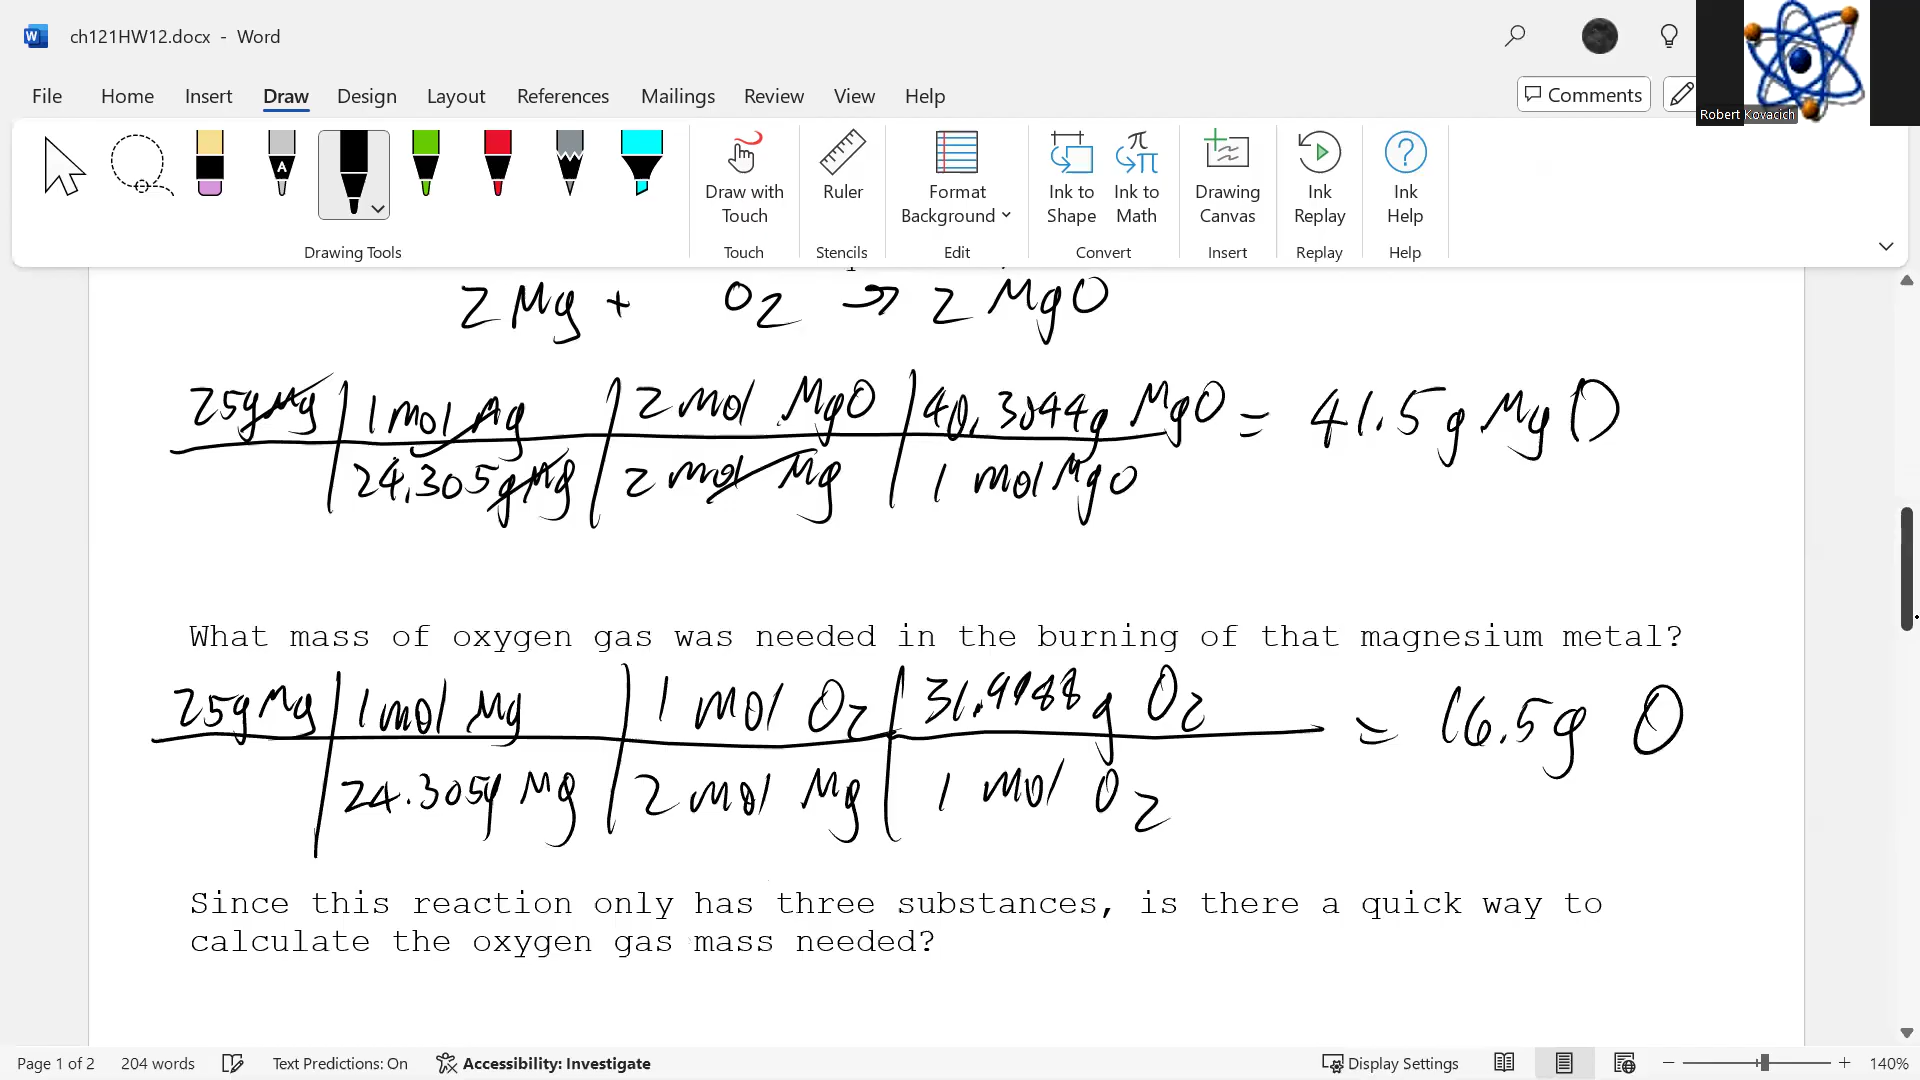 ch121HW12.docx - Word
Robert Kovacich
File Home Insert Draw Design Layout References Mailings Review View Help Comments
Draw with Touch Ruler Format Background Ink to Shape Ink to Math Drawing Canvas Ink Replay Ink Help
Drawing Tools Touch Stencils Edit Convert Insert Replay Help
2 Mg + O2 → 2 MgO
25g Mg | 1 mol Mg | 2 mol MgO | 40.3044g MgO = 41.5g MgO
24.305g Mg | 2 mol Mg | 1 mol MgO
What mass of oxygen gas was needed in the burning of that magnesium metal?
25g Mg | 1 mol Mg | 1 mol O2 | 31.9988g O2 = 16.5g O
24.305g Mg | 2 mol Mg | 1 mol O2
Since this reaction only has three substances, is there a quick way to
calculate the oxygen gas mass needed?
Page 1 of 2 204 words Text Predictions: On Accessibility: Investigate Display Settings 140%